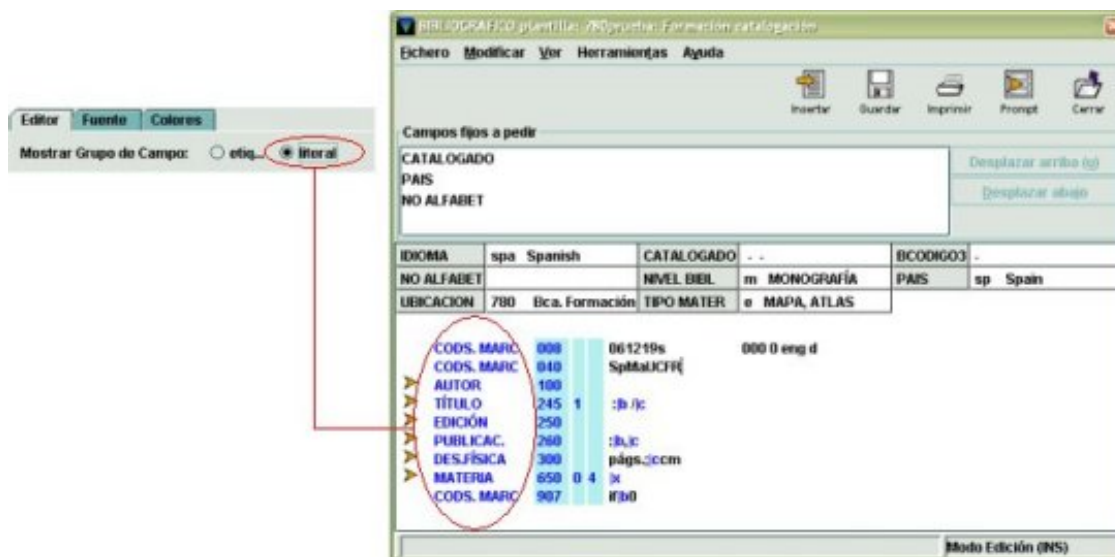 BIBLIOGRAFICO plantilla: 780prueba: Formación catalogación
Fichero Modificar Ver Herramientas Ayuda
Insertar Guardar Imprimir Prompt Cerrar
Editor Fuente Colores
Mostrar Grupo de Campo: etiq... literal
Campos fijos a pedir
CATALOGADO
PAIS
NO ALFABET
Desplazar arriba (u)
Desplazar abajo
IDIOMA spa Spanish CATALOGADO - - BCODIGO3 -
NO ALFABET NIVEL BIBL m MONOGRAFÍA PAIS sp Spain
UBICACION 780 Bca. Formación TIPO MATER e MAPA, ATLAS
CODS. MARC 008 061219s 000 0 eng d
CODS. MARC 040 SpMaUCFR
AUTOR 100
TÍTULO 245 1 :|b /|c
EDICIÓN 250
PUBLICAC. 260 :|b,|c
DES.FÍSICA 300 págs.;|ccm
MATERIA 650 0 4 |x
CODS. MARC 907 if|b0
Modo Edición (INS)